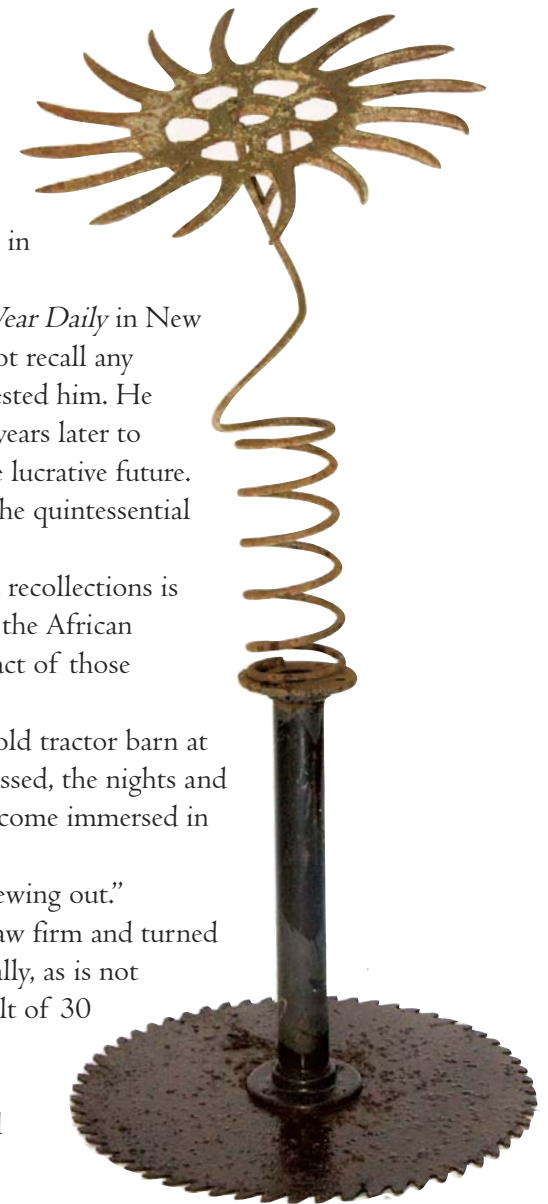 in
Wear Daily in New
ot recall any
ested him. He
years later to
e lucrative future.
he quintessential
recollections is
the African
act of those
old tractor barn at
ssed, the nights and
come immersed in
ewing out.”
aw firm and turned
ally, as is not
lt of 30